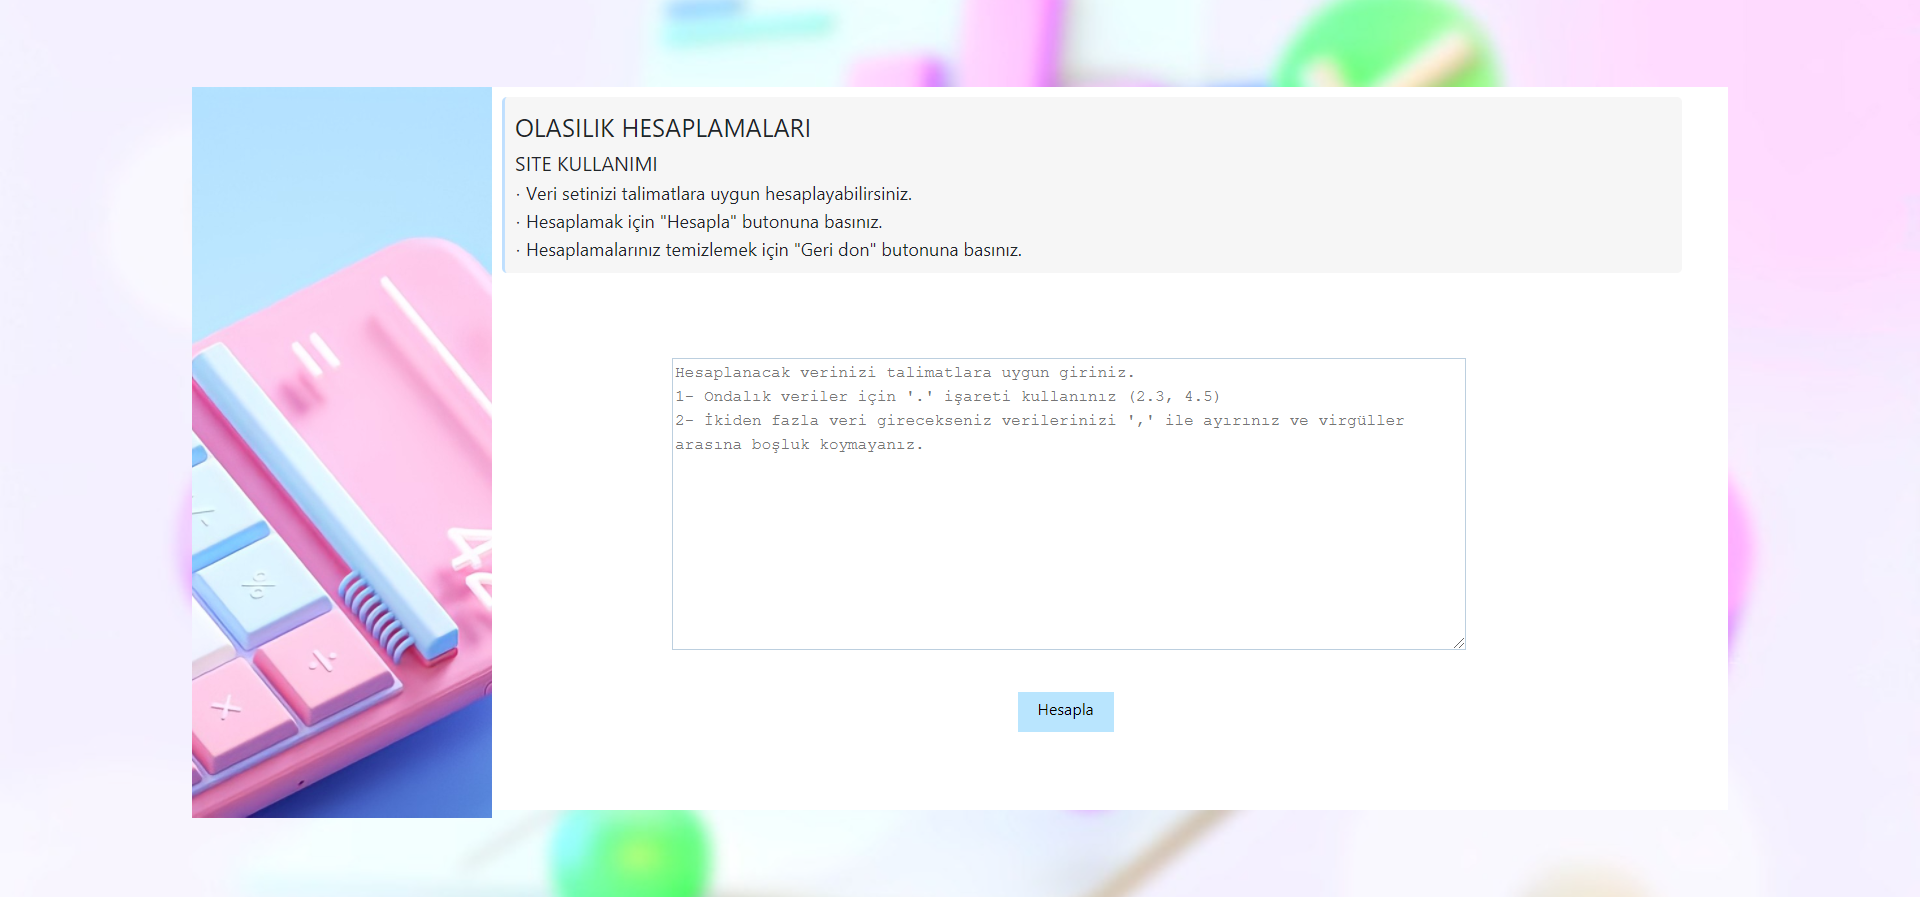 OLASILIK HESAPLAMALARI
SITE KULLANIMI
· Veri setinizi talimatlara uygun hesaplayabilirsiniz.
· Hesaplamak için "Hesapla" butonuna basınız.
· Hesaplamalarınız temizlemek için "Geri don" butonuna basınız.
Hesaplanacak verinizi talimatlara uygun giriniz.
1- Ondalık veriler için '.' işareti kullanınız (2.3, 4.5)
2- İkiden fazla veri girecekseniz verilerinizi ',' ile ayırınız ve virgüller
arasına boşluk koymayanız.
Hesapla